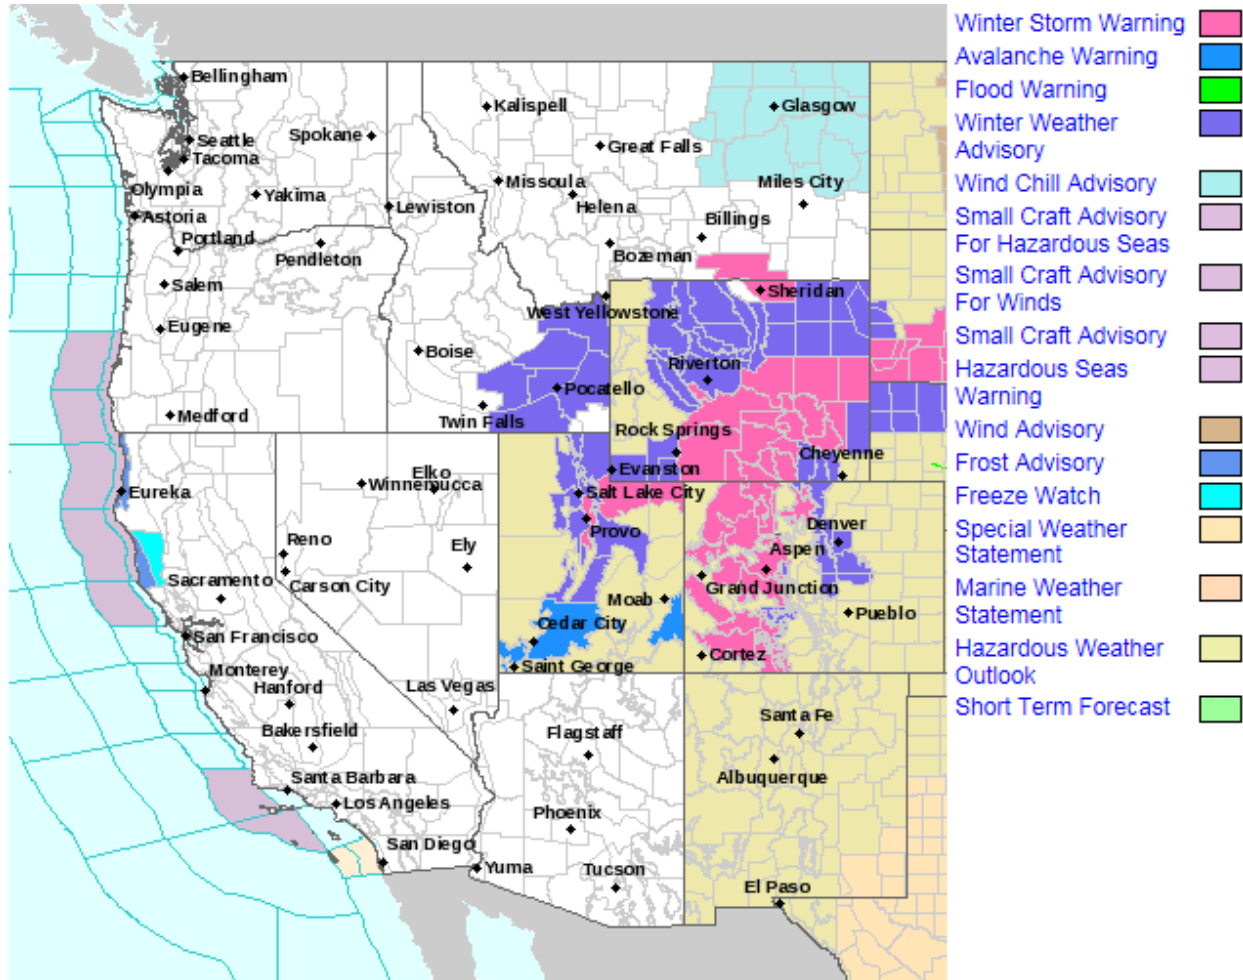 Bellingham
Kalispell
Glasgow
Seattle
Spokane
Great Falls
Tacoma
Olympia
Missoula
Miles City
Yakima
Helena
Lewiston
Astoria
Billings
Portland
Pendleton
Bozeman
Salem
Sheridan
West Yellowstone
Eugene
Boise
Riverton
Pocatello
Medford
Twin Falls
Rock Springs
Cheyenne
Elko
Evanston
Winnemucca
Eureka
Salt Lake City
Provo
Denver
Reno
Ely
Aspen
Sacramento
Carson City
Grand Junction
Moab
Pueblo
Cedar City
San Francisco
Cortez
Saint George
Monterey
Hanford
Las Vegas
Santa Fe
Bakersfield
Flagstaff
Albuquerque
Santa Barbara
Los Angeles
Phoenix
San Diego
Yuma
Tucson
El Paso
Winter Storm Warning
Avalanche Warning
Flood Warning
Winter Weather
Advisory
Wind Chill Advisory
Small Craft Advisory
For Hazardous Seas
Small Craft Advisory
For Winds
Small Craft Advisory
Hazardous Seas
Warning
Wind Advisory
Frost Advisory
Freeze Watch
Special Weather
Statement
Marine Weather
Statement
Hazardous Weather
Outlook
Short Term Forecast